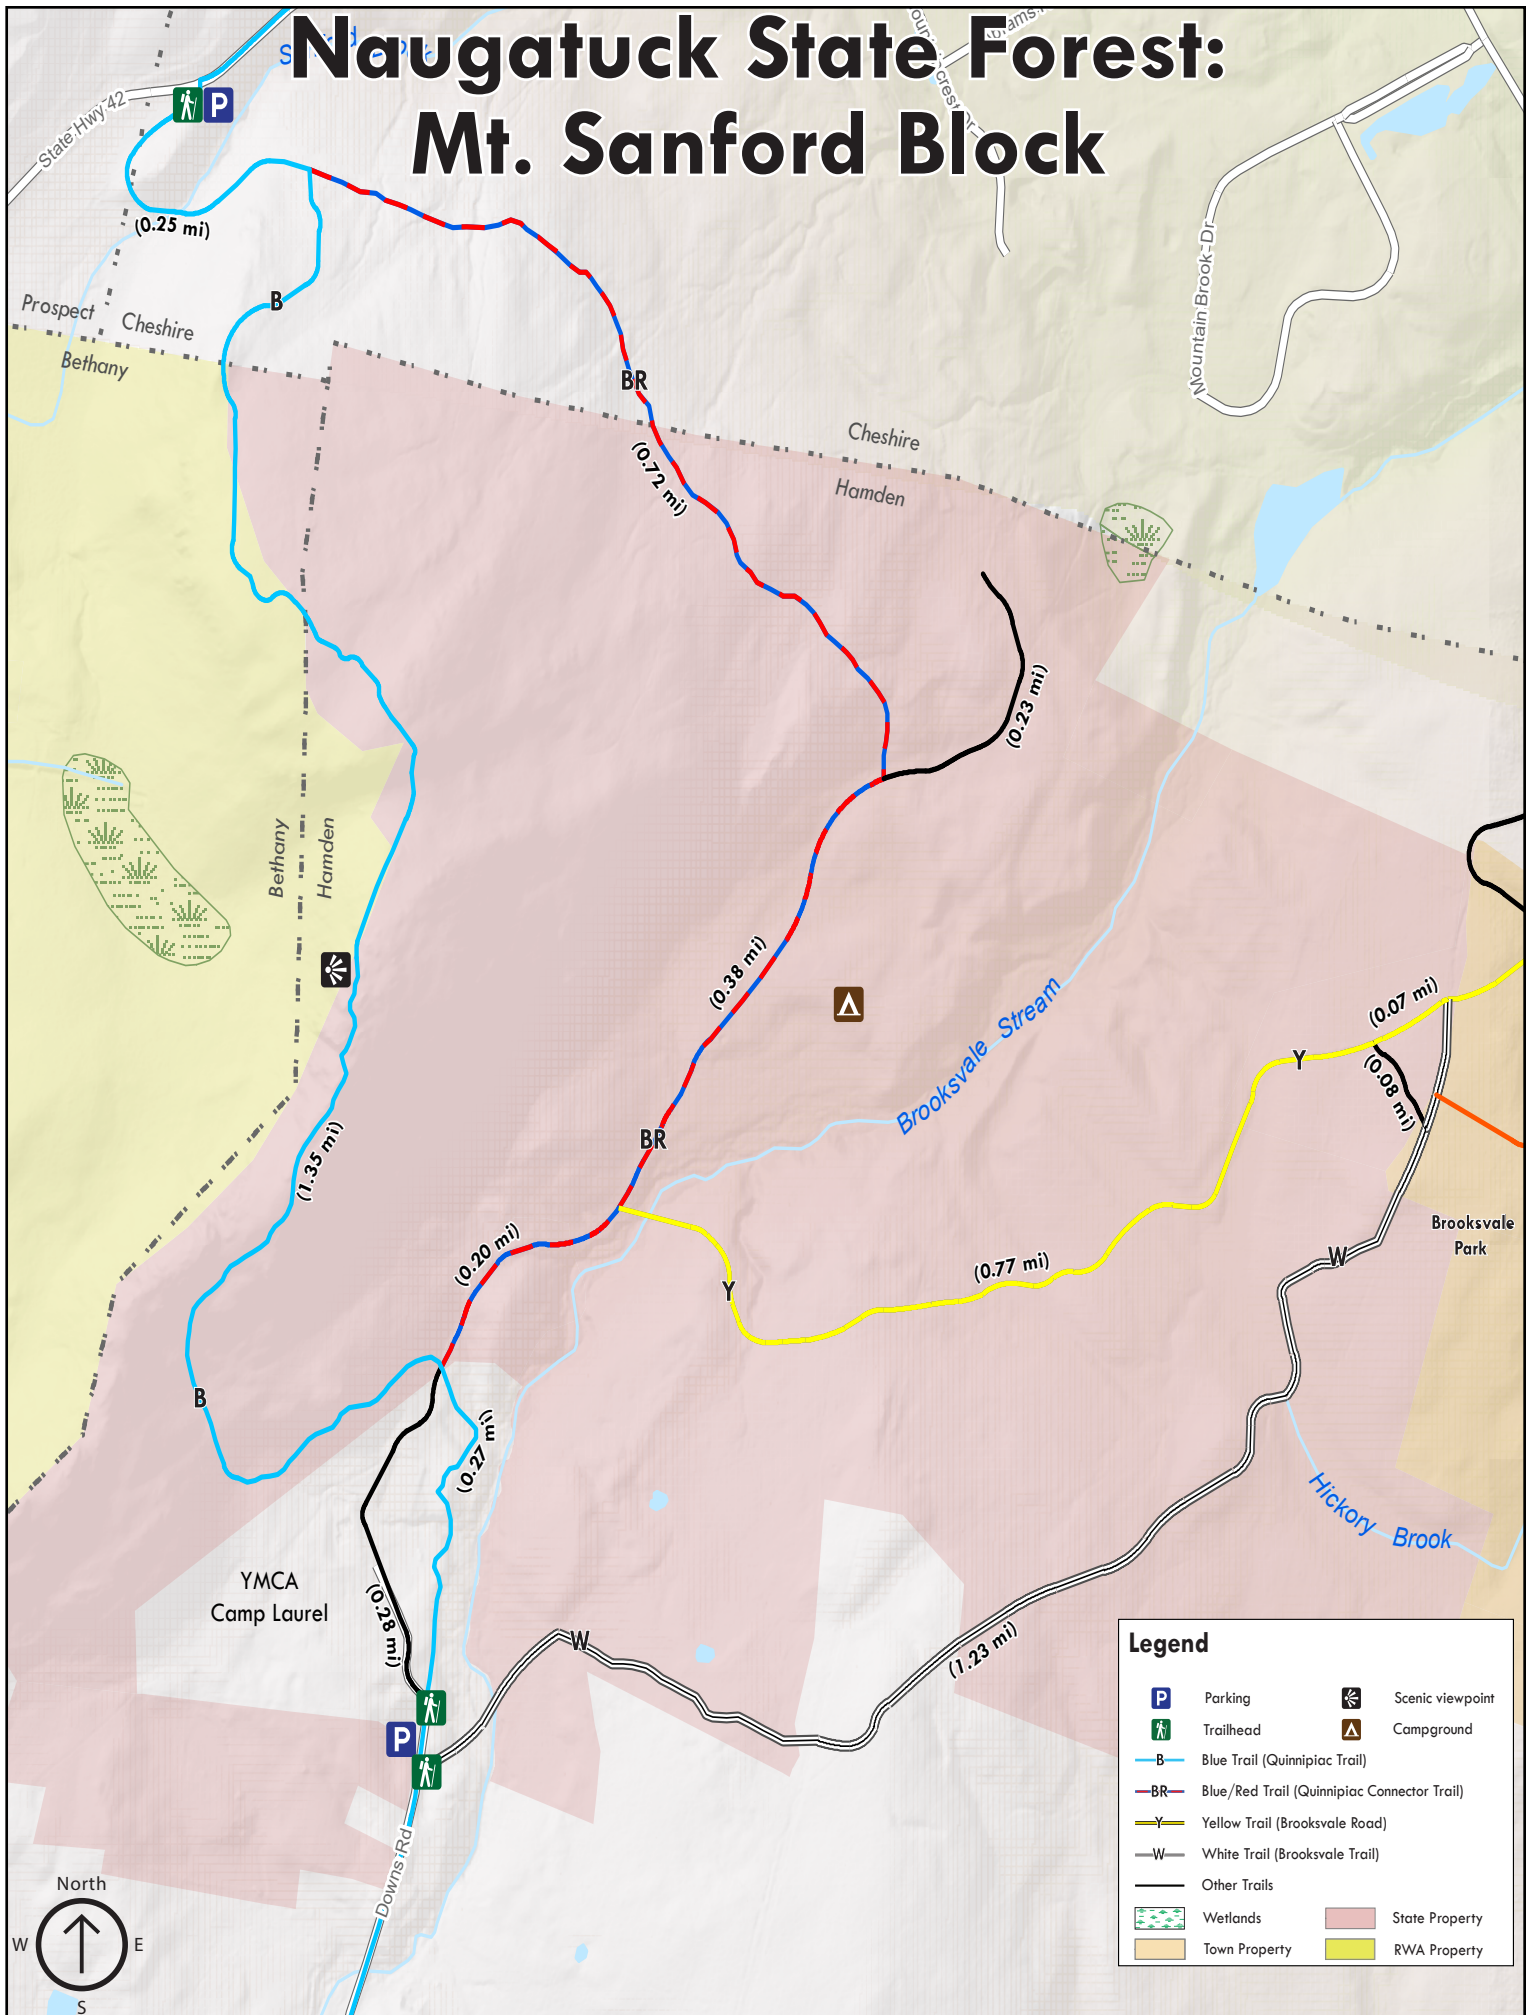 Naugatuck State Forest:
Mt. Sanford Block
State Hwy 42
P
(0.25 mi)
B
Prospect
Cheshire
Bethany
BR
(0.72 mi)
Cheshire
Hamden
Mountain Brook Dr
(0.23 mi)
Bethany
Hamden
(0.38 mi)
Brooksvale Stream
(0.07 mi)
Y
(0.08 mi)
BR
(1.35 mi)
(0.20 mi)
Y
(0.77 mi)
Brooksvale
Park
W
B
(0.27 m
Hickory Brook
YMCA
Camp Laurel
(0.28 mi)
W
(1.23 mi)
P
Downs Rd
North
W
E
S
Legend
P Parking
Scenic viewpoint
Trailhead
Campground
B Blue Trail (Quinnipiac Trail)
BR Blue/Red Trail (Quinnipiac Connector Trail)
Y Yellow Trail (Brooksvale Road)
W White Trail (Brooksvale Trail)
Other Trails
Wetlands
State Property
Town Property
RWA Property